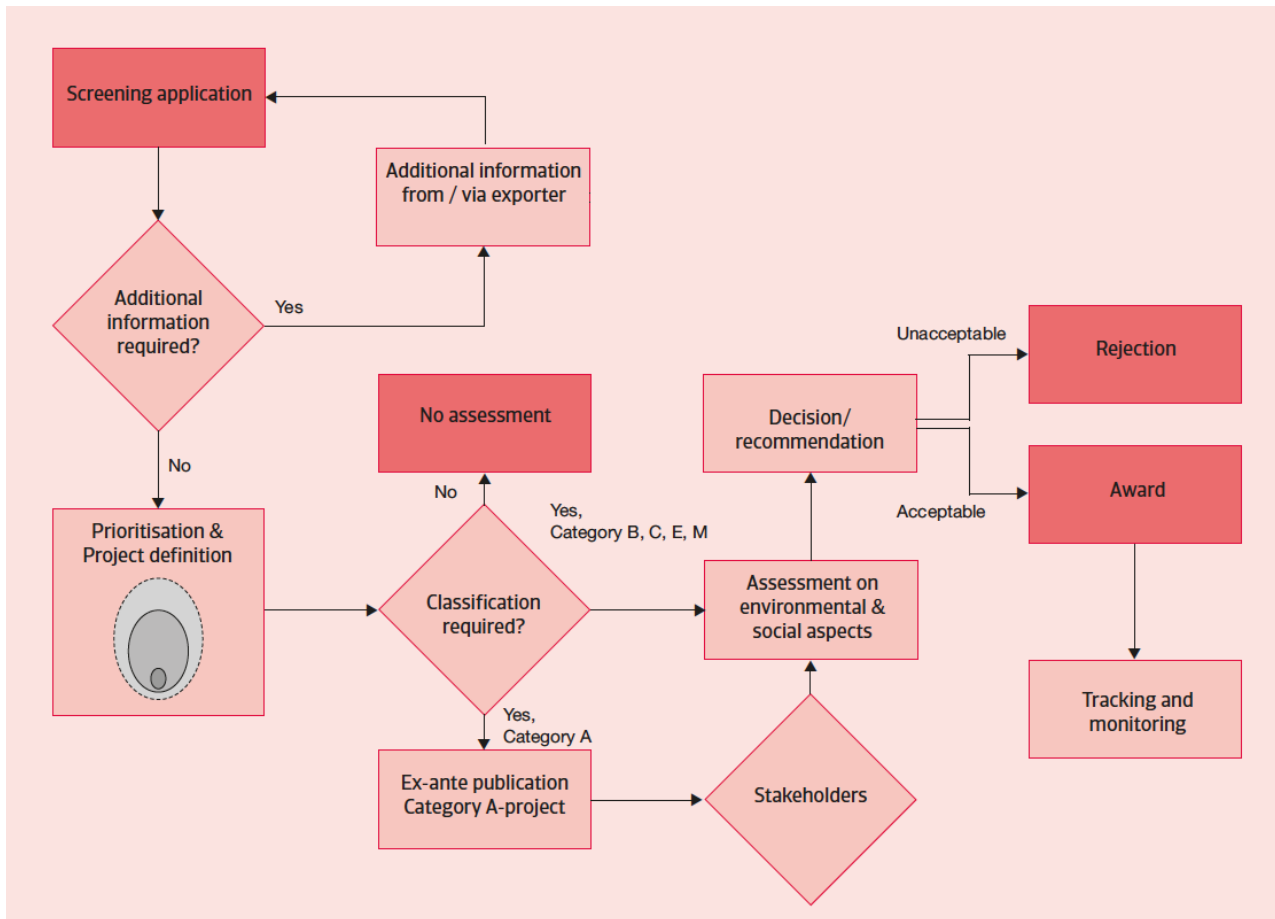 Screening application
Additional information
from / via exporter
Additional
information
required?
Yes
No
Prioritisation &
Project definition
No assessment
No
Yes,
Category B, C, E, M
Classification
required?
Yes,
Category A
Ex-ante publication
Category A-project
Stakeholders
Assessment on
environmental &
social aspects
Decision/
recommendation
Unacceptable
Rejection
Acceptable
Award
Tracking and
monitoring